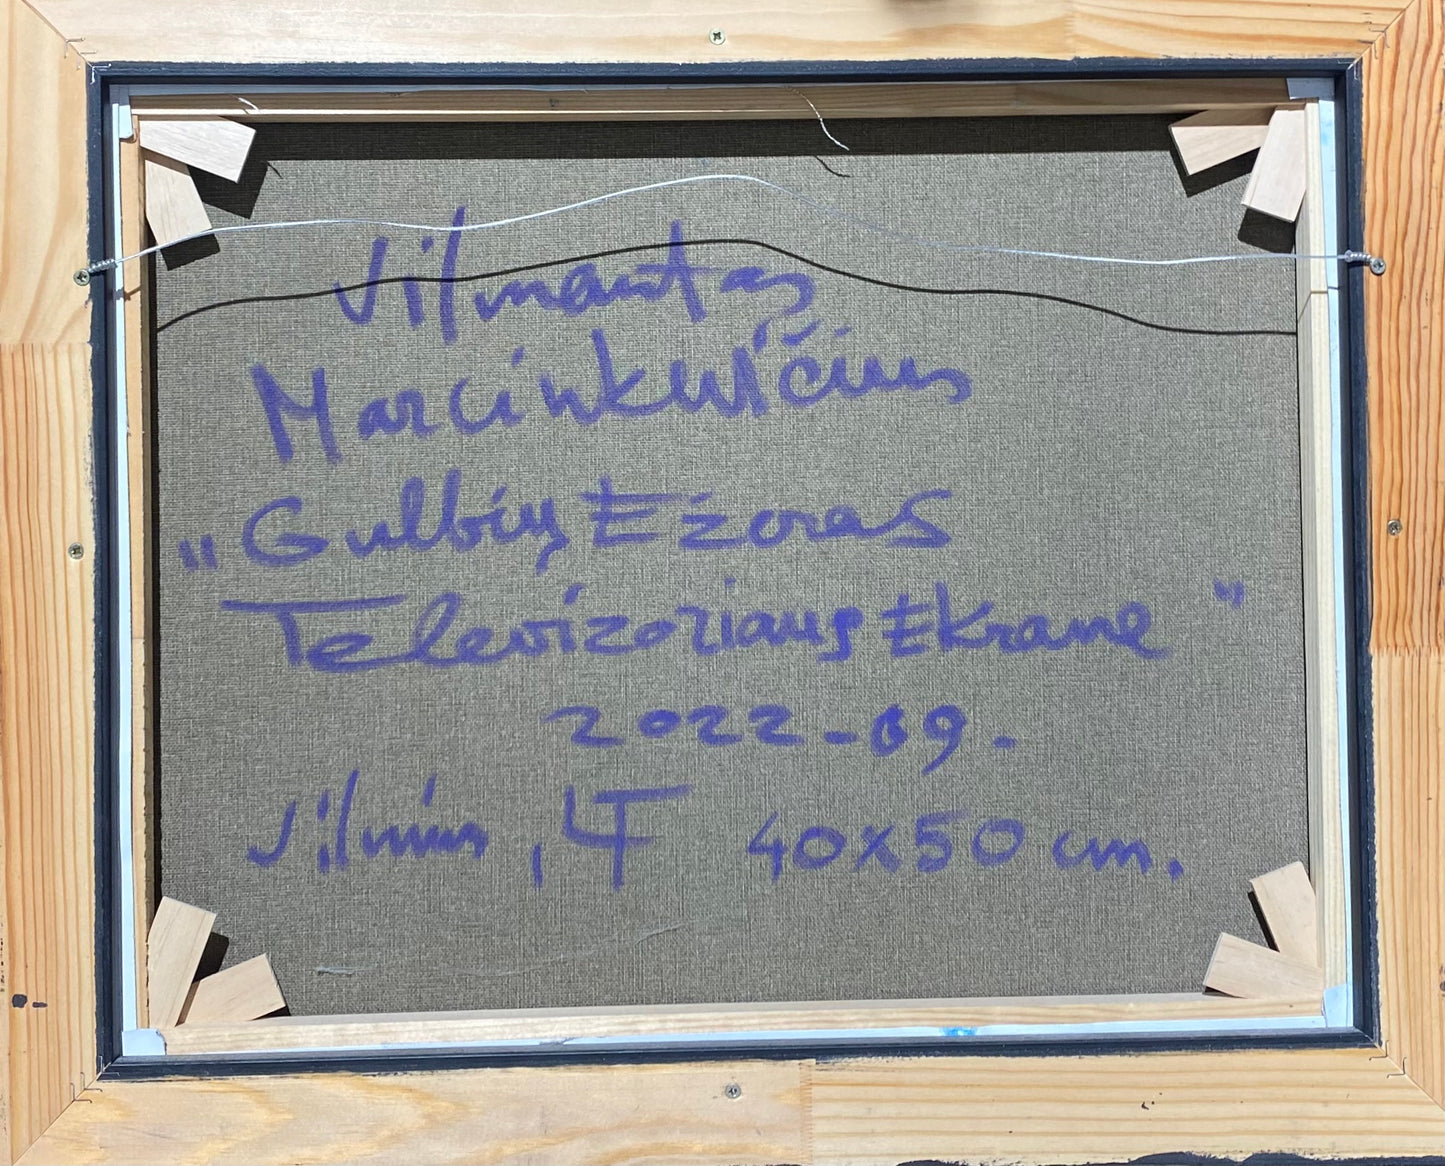 Vilmantas
Marcinkevičius
„Gulbių Ežeras
Televizoriaus Ekrane"
2022-09.
Vilnius, LT 40x50 cm.